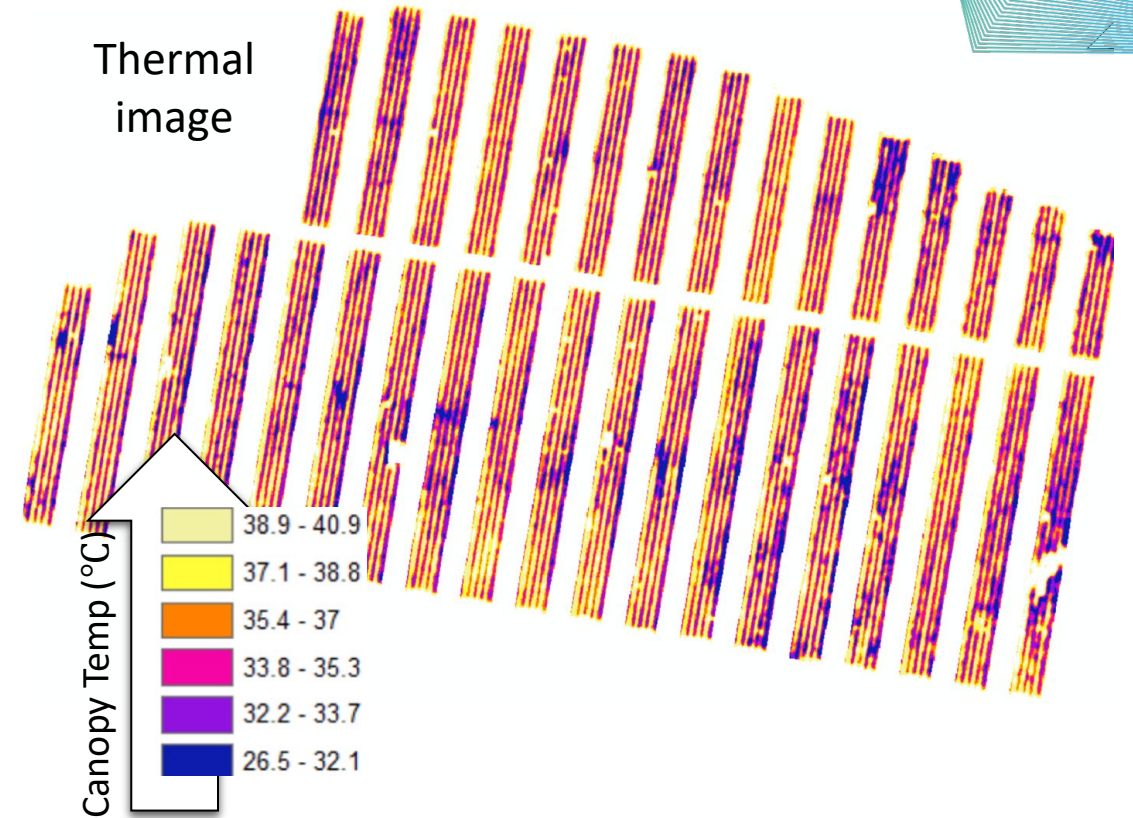 Thermal
image
38.9 - 40.9
37.1 - 38.8
35.4 - 37
33.8 - 35.3
32.2 - 33.7
26.5 - 32.1
Canopy Temp (°C)